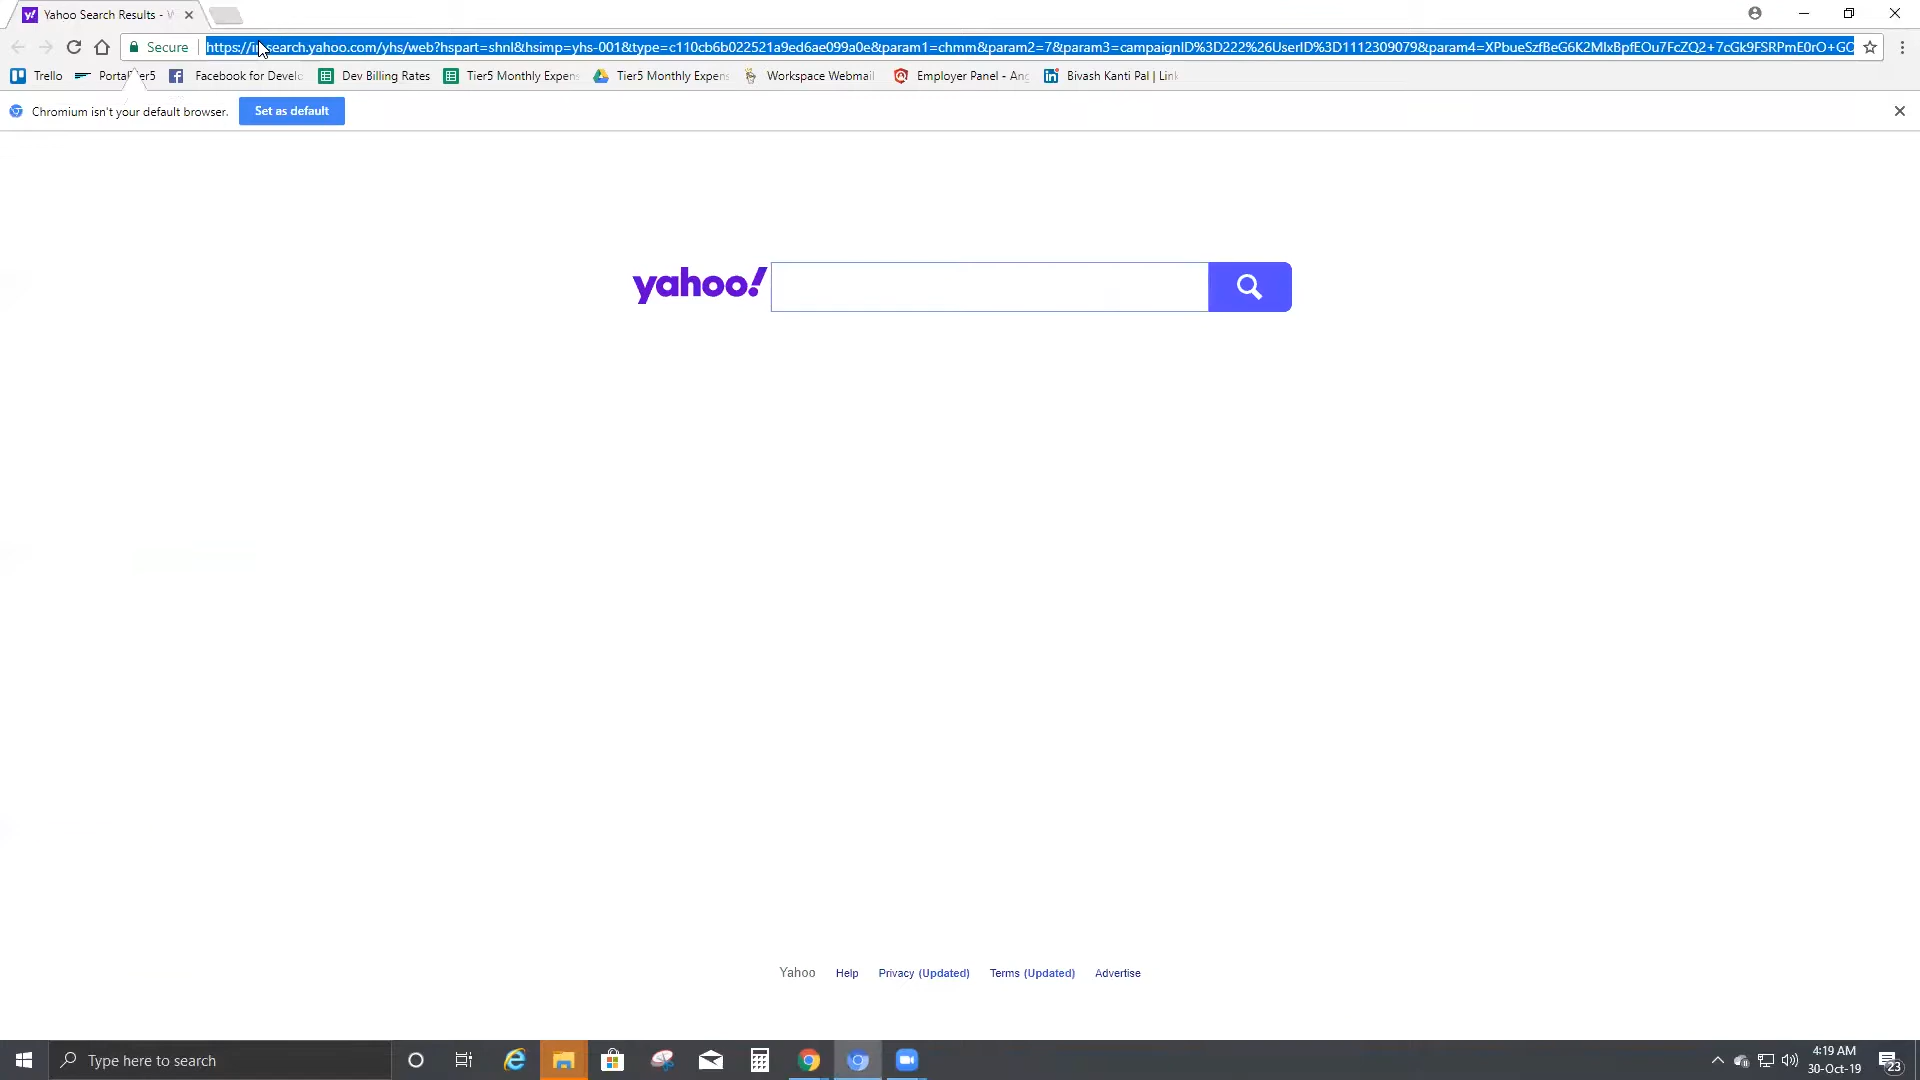 Yahoo Search Results - W
Secure
https://in.search.yahoo.com/yhs/web?hspart=shnl&hsimp=yhs-001&type=c110cb6b022521a9ed6ae099a0e&param1=chmm&param2=7&param3=campaignID%3D222%26UserID%3D1112309079&param4=XPbueSzfBeG6K2MlxBpfEOu7FcZQ2+7cGk9FSRPmE0rO+GO
Trello
Facebook for Develo
Dev Billing Rates
Tier5 Monthly Expens
Tier5 Monthly Expens
Workspace Webmail
Employer Panel - Ang
Bivash Kanti Pal | Link
Chromium isn't your default browser.
Set as default
yahoo!
Yahoo
Help
Privacy (Updated)
Terms (Updated)
Advertise
Type here to search
4:19 AM
30-Oct-19
23